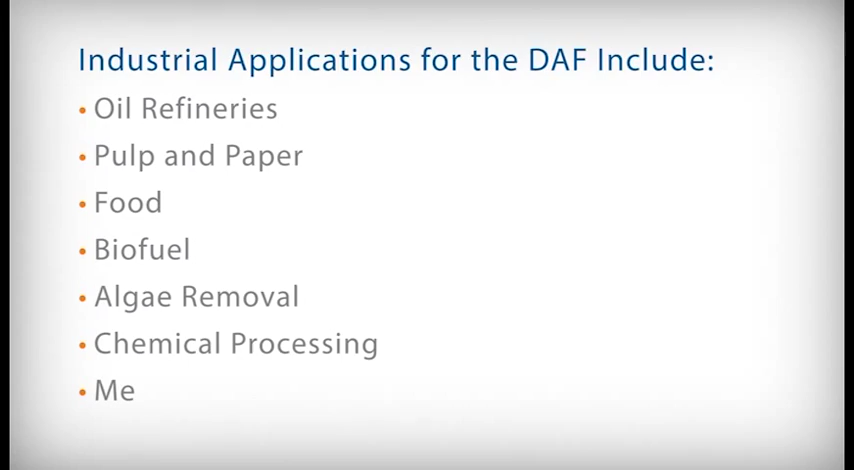 Industrial Applications for the DAF Include:
• Oil Refineries
• Pulp and Paper
• Food
• Biofuel
• Algae Removal
• Chemical Processing
• Me